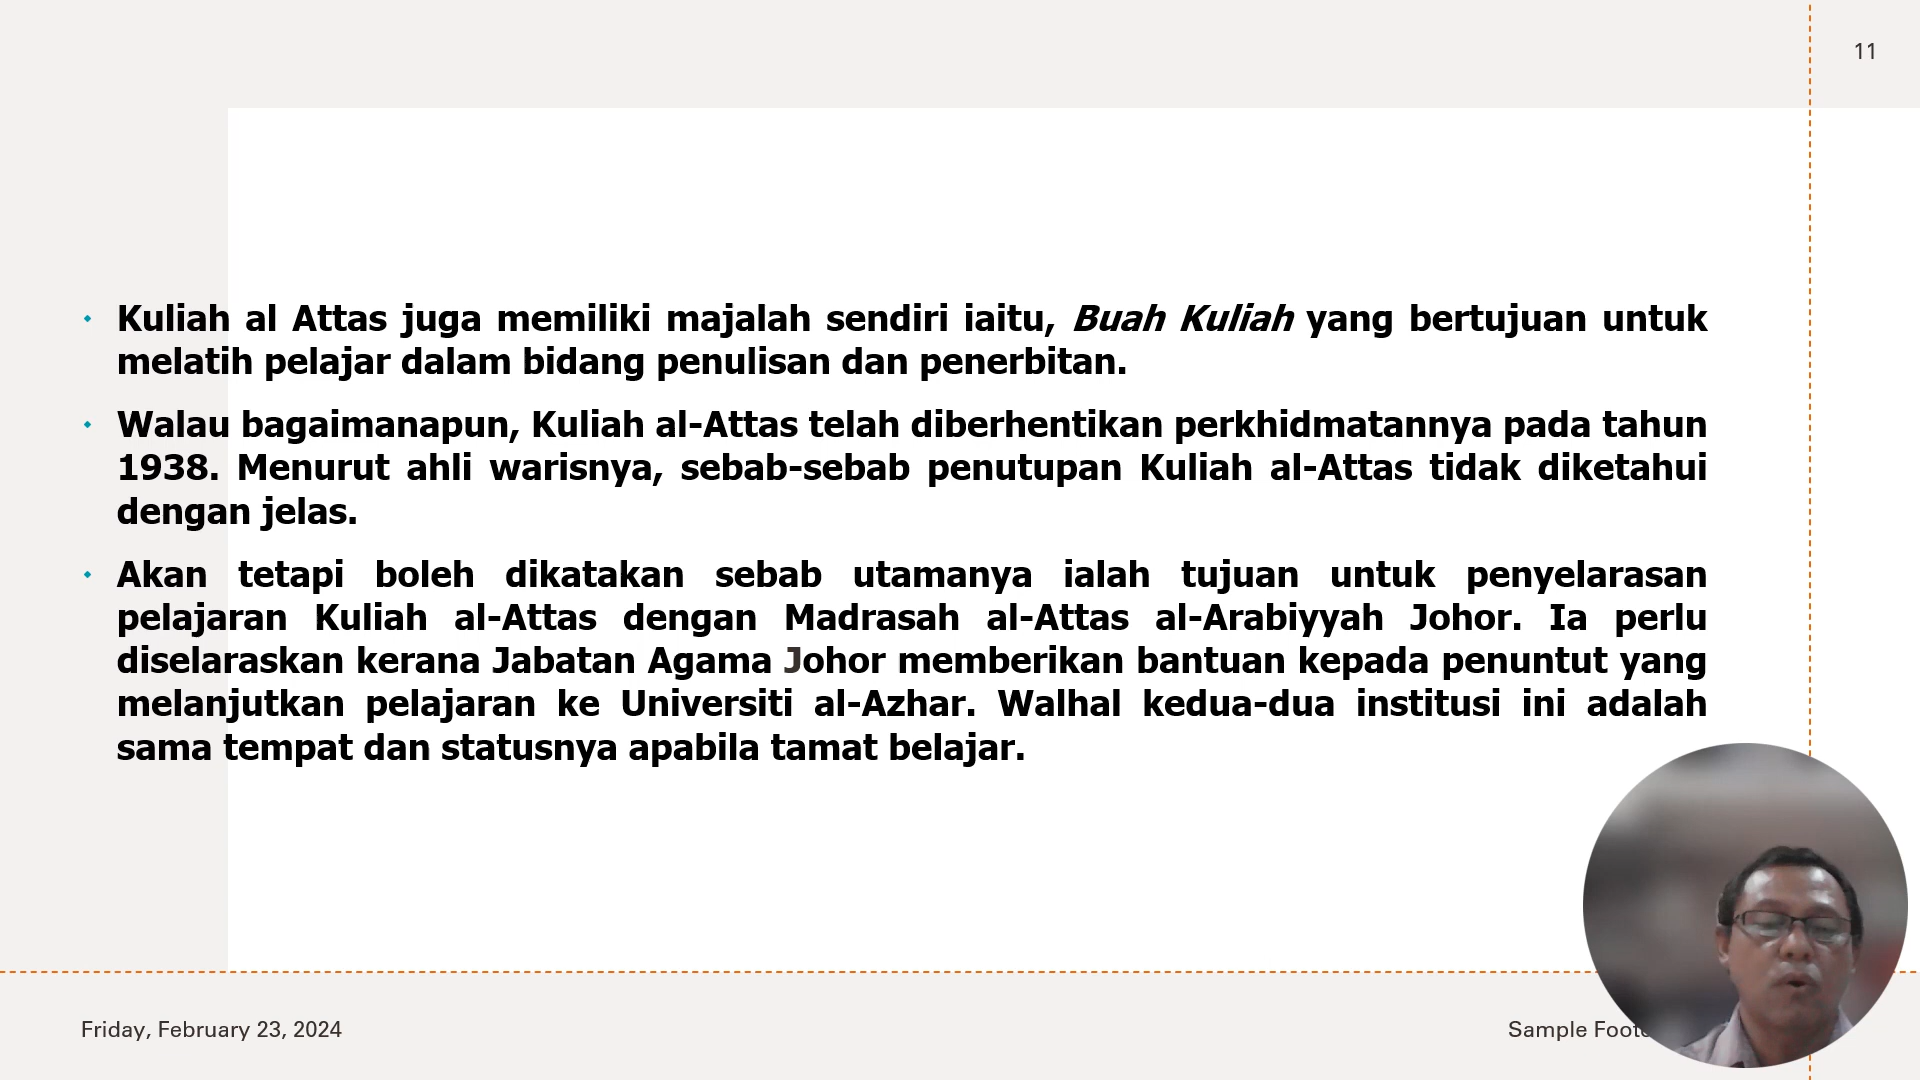 11
Kuliah al Attas juga memiliki majalah sendiri iaitu, Buah Kuliah yang bertujuan untuk
melatih pelajar dalam bidang penulisan dan penerbitan.
Walau bagaimanapun, Kuliah al-Attas telah diberhentikan perkhidmatannya pada tahun
1938. Menurut ahli warisnya, sebab-sebab penutupan Kuliah al-Attas tidak diketahui
dengan jelas.
Akan tetapi boleh dikatakan sebab utamanya ialah tujuan untuk penyelarasan
pelajaran Kuliah al-Attas dengan Madrasah al-Attas al-Arabiyyah Johor. Ia perlu
diselaraskan kerana Jabatan Agama Johor memberikan bantuan kepada penuntut yang
melanjutkan pelajaran ke Universiti al-Azhar. Walhal kedua-dua institusi ini adalah
sama tempat dan statusnya apabila tamat belajar.
Friday, February 23, 2024
Sample